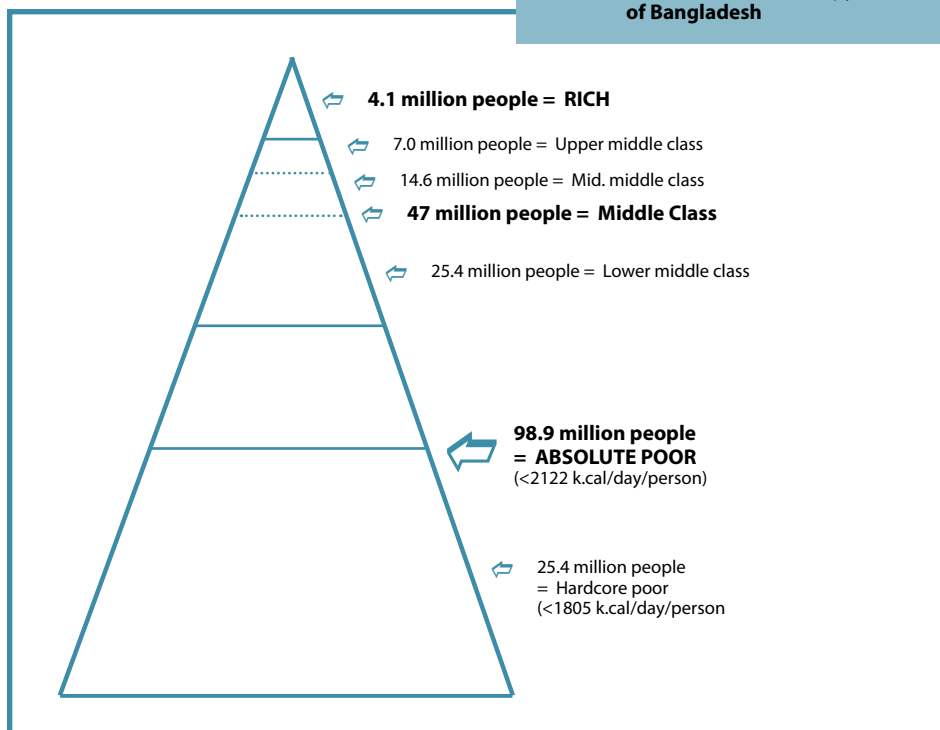 of Bangladesh
4.1 million people = RICH
7.0 million people = Upper middle class
14.6 million people = Mid. middle class
47 million people = Middle Class
25.4 million people = Lower middle class
98.9 million people
= ABSOLUTE POOR
(<2122 k.cal/day/person)
25.4 million people
= Hardcore poor
(<1805 k.cal/day/person